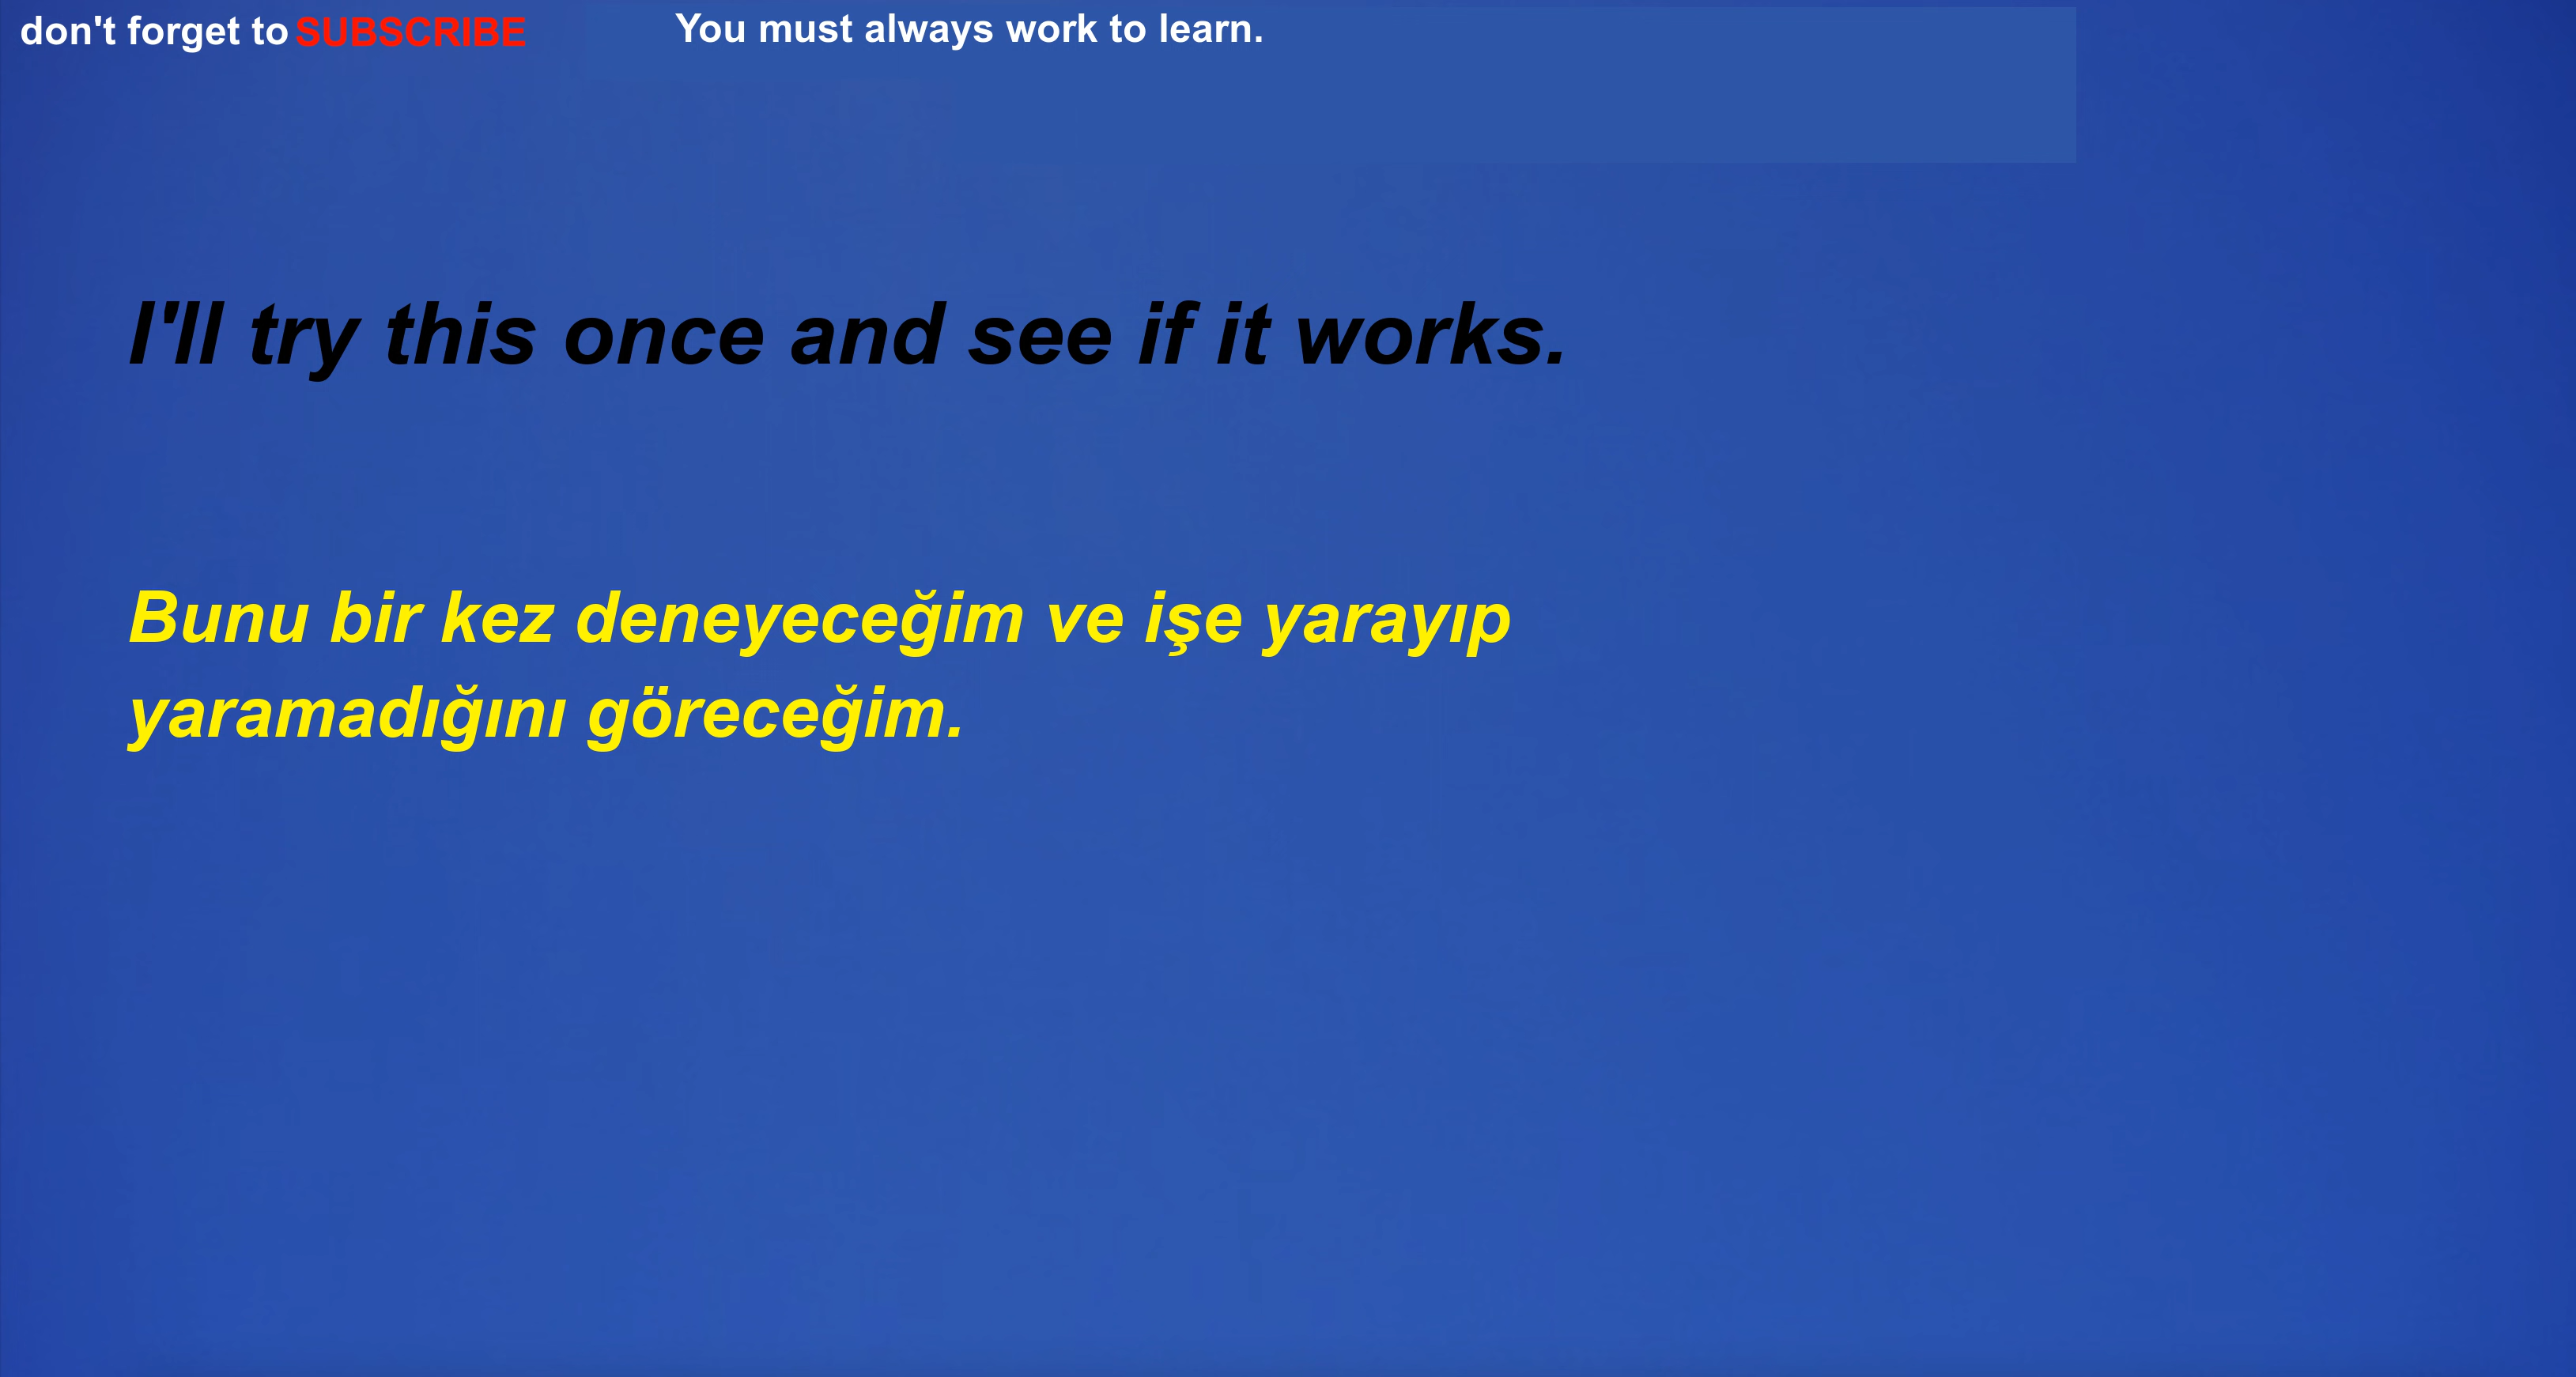 don't forget to SUBSCRIBE
You must always work to learn.
I'll try this once and see if it works.
Bunu bir kez deneyeceğim ve işe yarayıp
yaramadığını göreceğim.